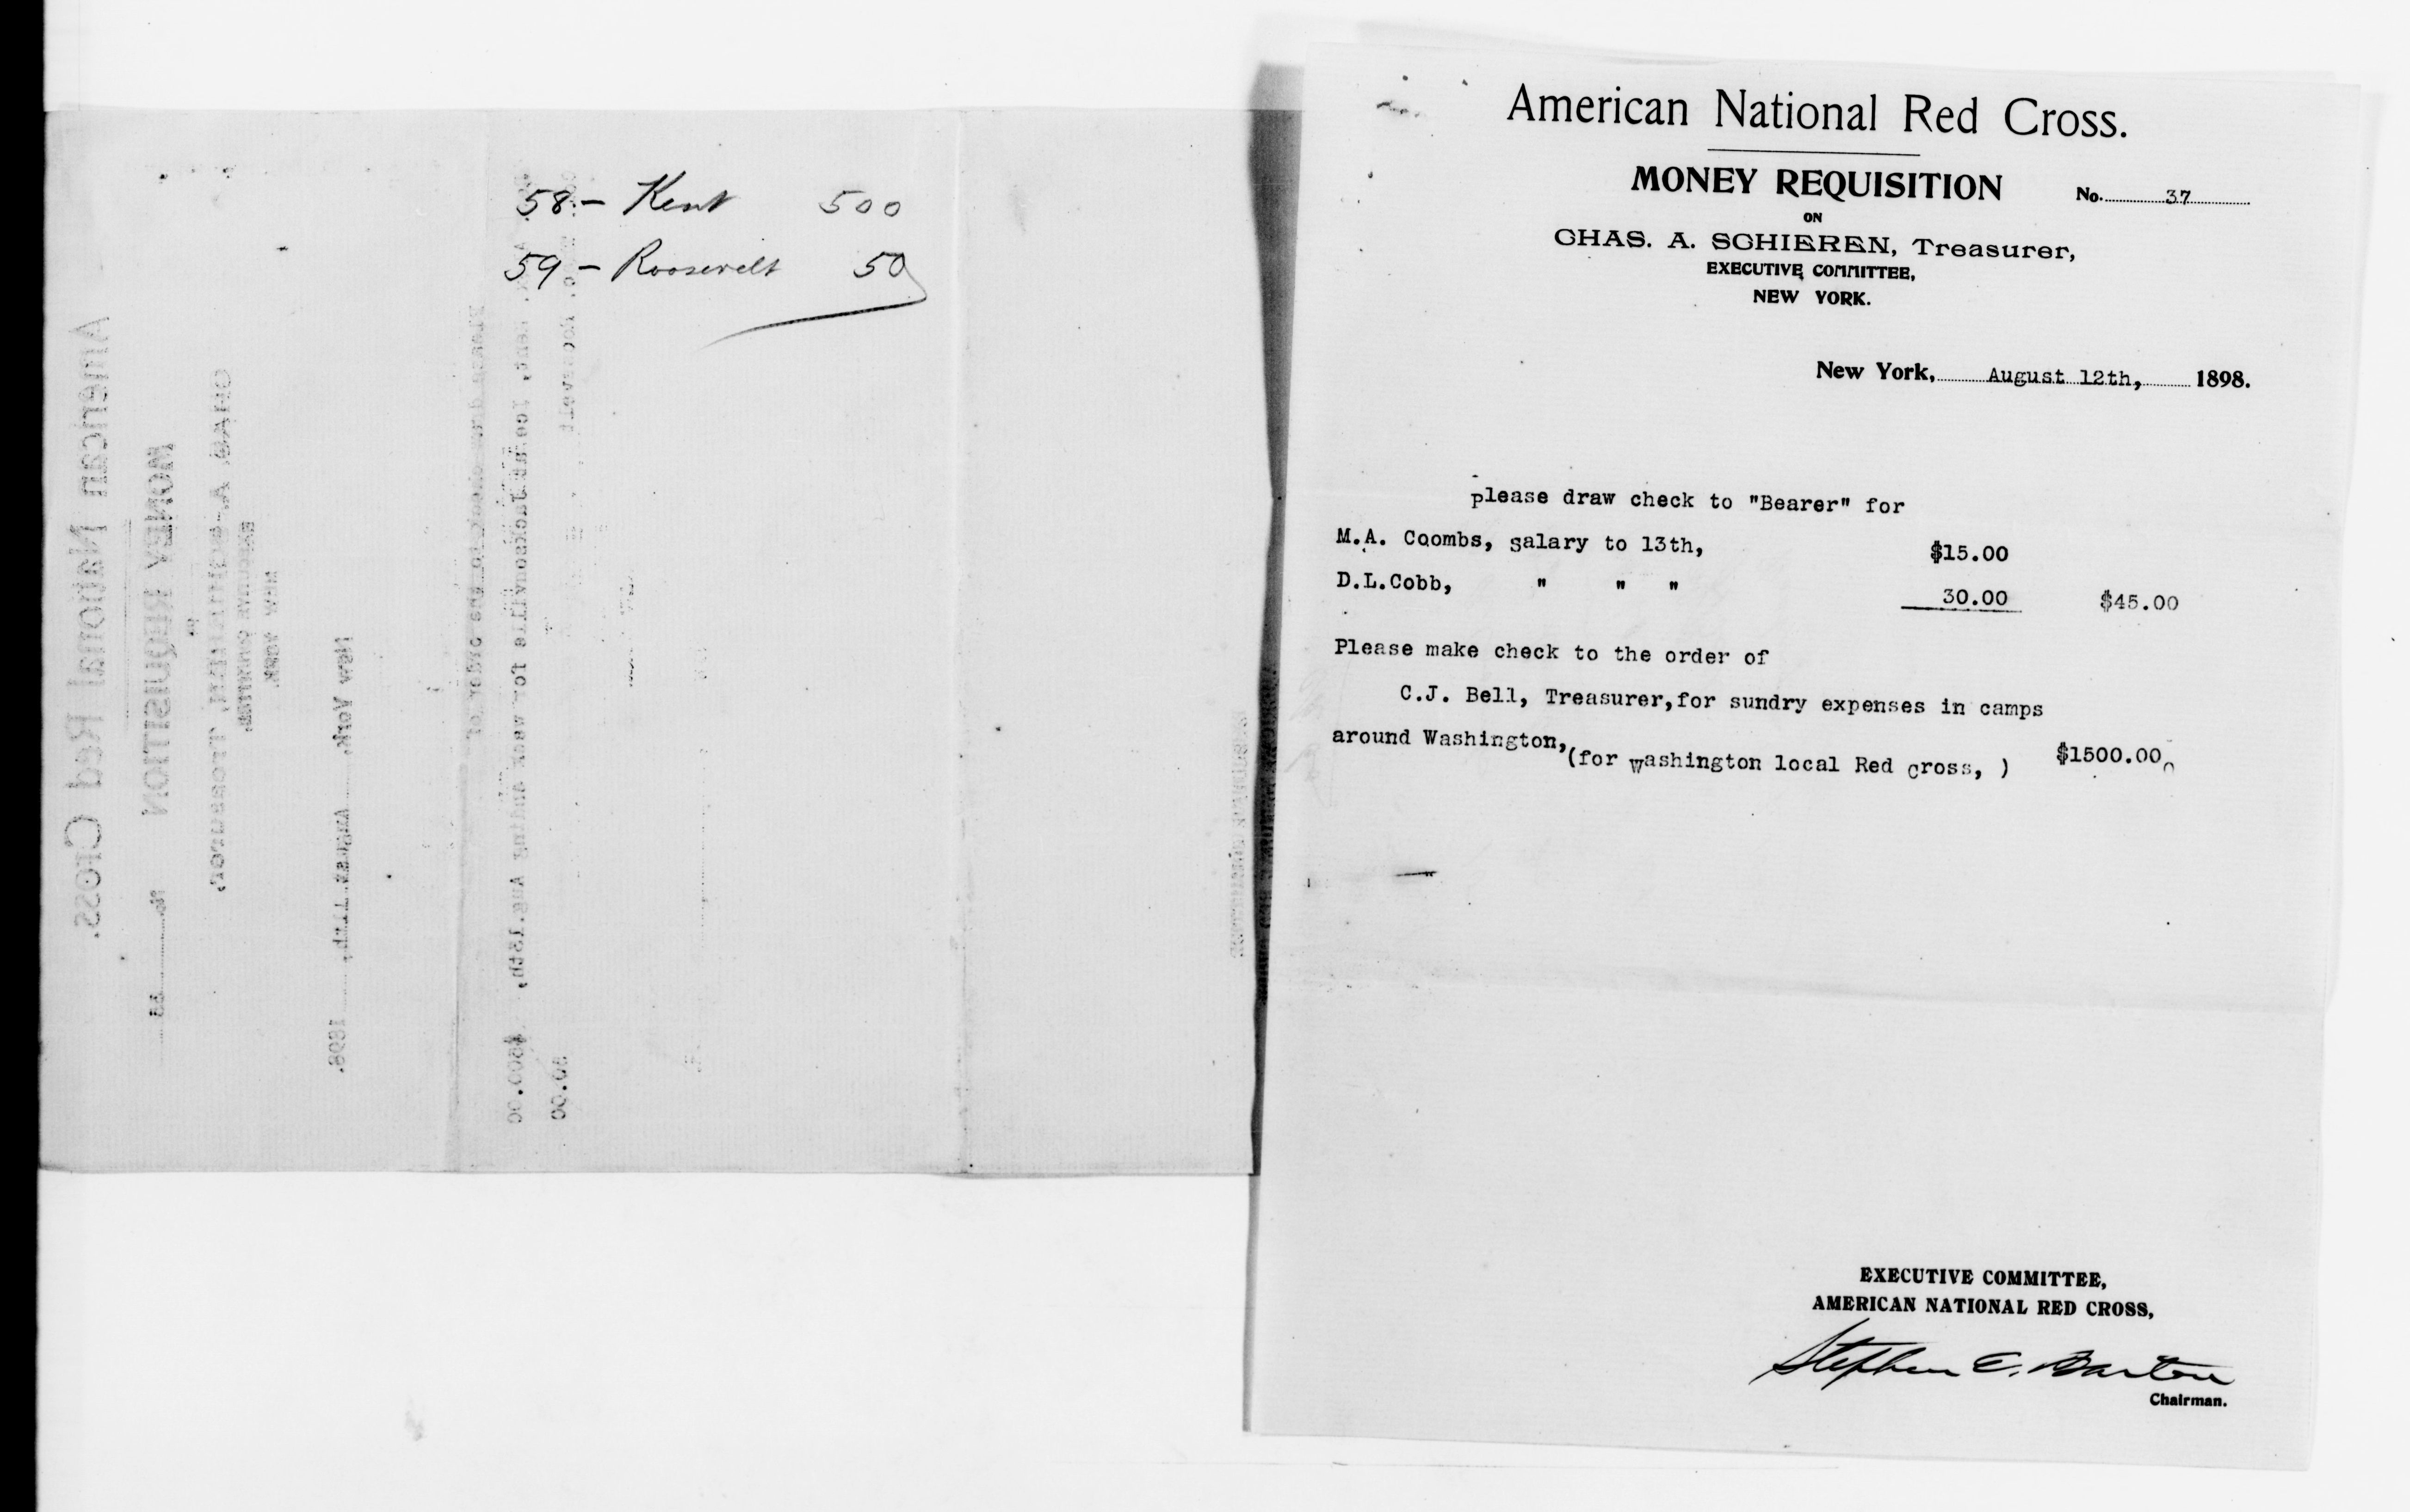 58 - Kent 500
59 - Roosevelt 50
American National Red Cross.
MONEY REQUISITION No. 37
ON
CHAS. A. SCHIEREN, Treasurer,
EXECUTIVE COMMITTEE,
NEW YORK.
New York, August 12th, 1898.
Please draw check to "Bearer" for
M.A. Coombs, salary to 13th, $15.00
D.L.Cobb, " " " 30.00 $45.00
Please make check to the order of
C.J. Bell, Treasurer,for sundry expenses in camps
around Washington,(for Washington local Red Cross, ) $1500.00
EXECUTIVE COMMITTEE,
AMERICAN NATIONAL RED CROSS,
Stephen E. Barton
Chairman.